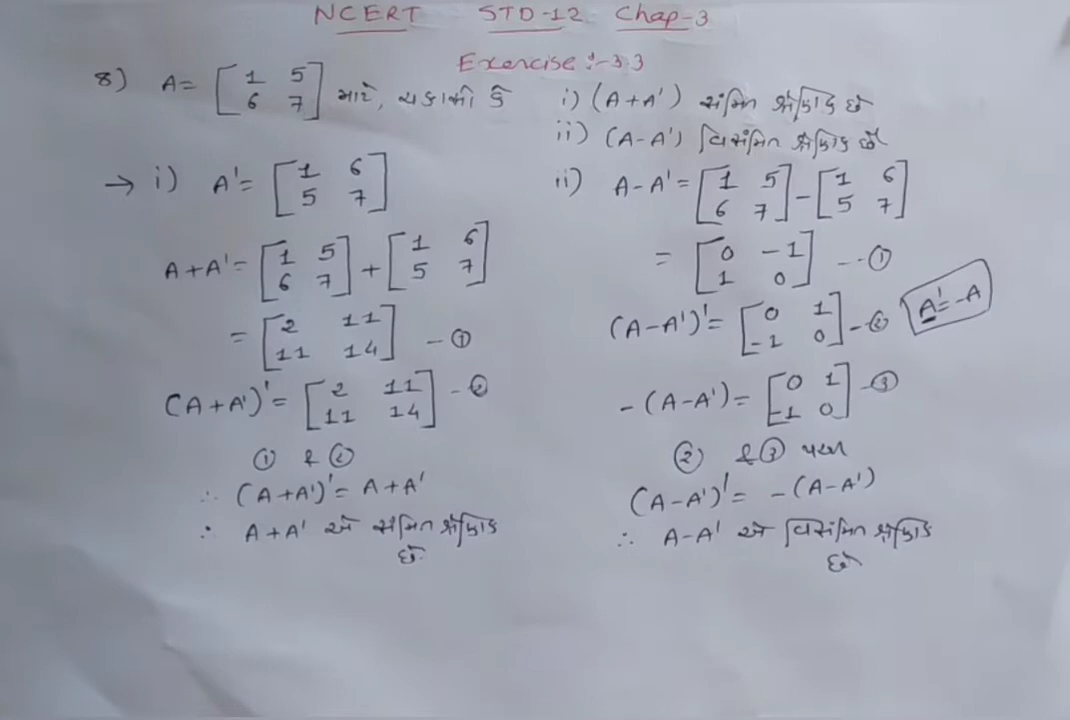 NCERT STD-12 Chap-3
Exercise :- 3.3
8) A = [1 5; 6 7] માટે, ચકાસો કે
i) (A+A') સંમિત શ્રેણિક છે
ii) (A-A') વિસંમિત શ્રેણિક છે
→ i) A' = [1 6; 5 7]
A+A' = [1 5; 6 7] + [1 6; 5 7]
= [2 11; 11 14] - ①
(A+A')' = [2 11; 11 14] - ②
① & ②
∴ (A+A')' = A+A'
∴ A+A' એ સંમિત શ્રેણિક
છે.
ii) A-A' = [1 5; 6 7] - [1 6; 5 7]
= [0 -1; 1 0] -- ①
(A-A')' = [0 1; -1 0] - ②
A' = -A
-(A-A') = [0 1; -1 0] - ③
② & ③ પરથી
(A-A')' = -(A-A')
∴ A-A' એ વિસંમિત શ્રેણિક
છે